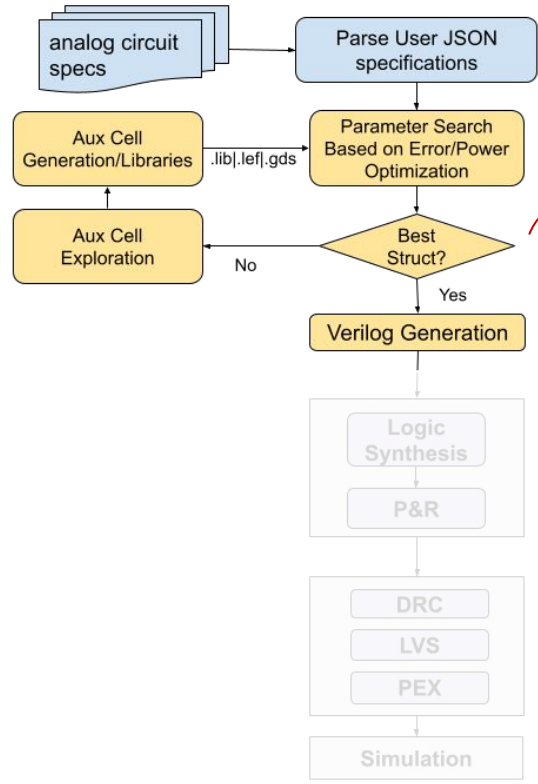 analog circuit
specs
Parse User JSON
specifications
Aux Cell
Generation/Libraries
.lib|.lef|.gds
Parameter Search
Based on Error/Power
Optimization
Aux Cell
Exploration
No
Best
Struct?
Yes
Verilog Generation
Logic
Synthesis
P&R
DRC
LVS
PEX
Simulation